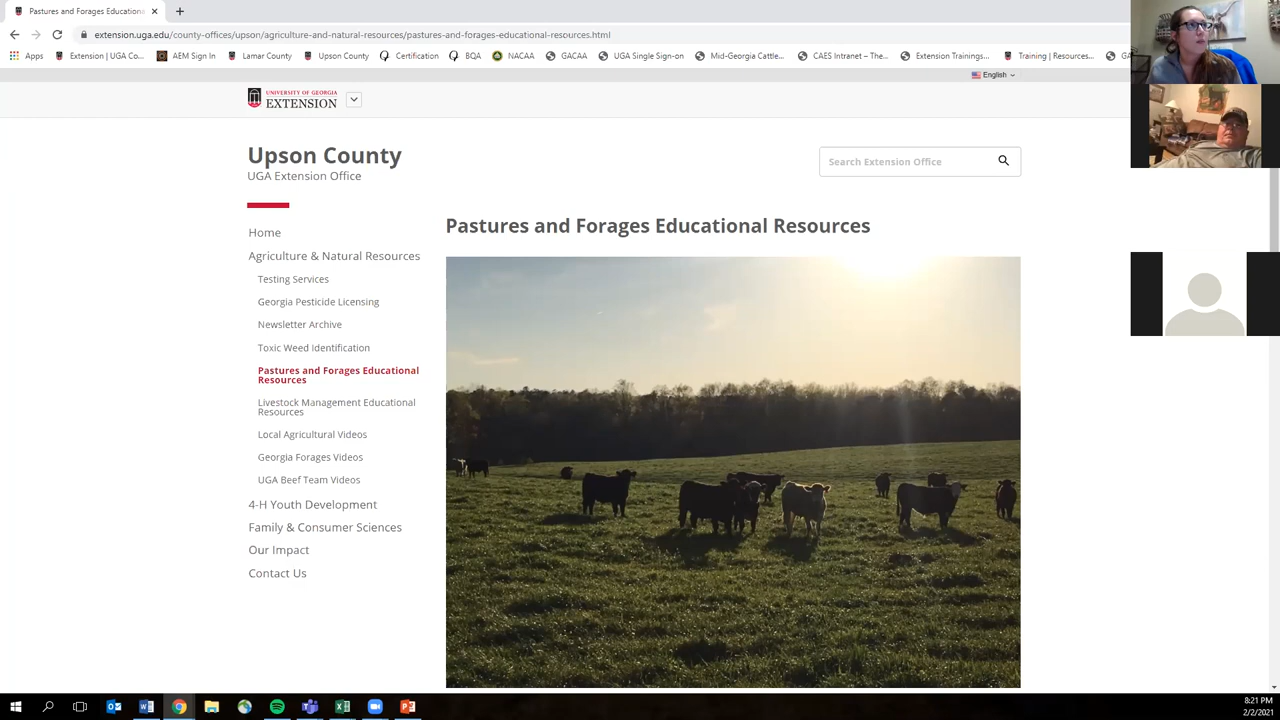 Pastures and Forages Educationa
extension.uga.edu/county-offices/upson/agriculture-and-natural-resources/pastures-and-forages-educational-resources.html
Apps Extension | UGA Co... AEM Sign In Lamar County Upson County Certification BQA NACAA GACAA UGA Single Sign-on Mid-Georgia Cattle... CAES Intranet – The... Extension Trainings... Training | Resources... GA
English
UNIVERSITY OF GEORGIA
EXTENSION
Upson County
UGA Extension Office
Search Extension Office
Home
Agriculture & Natural Resources
Testing Services
Georgia Pesticide Licensing
Newsletter Archive
Toxic Weed Identification
Pastures and Forages Educational
Resources
Livestock Management Educational
Resources
Local Agricultural Videos
Georgia Forages Videos
UGA Beef Team Videos
4-H Youth Development
Family & Consumer Sciences
Our Impact
Contact Us
Pastures and Forages Educational Resources
8:21 PM
2/2/2021